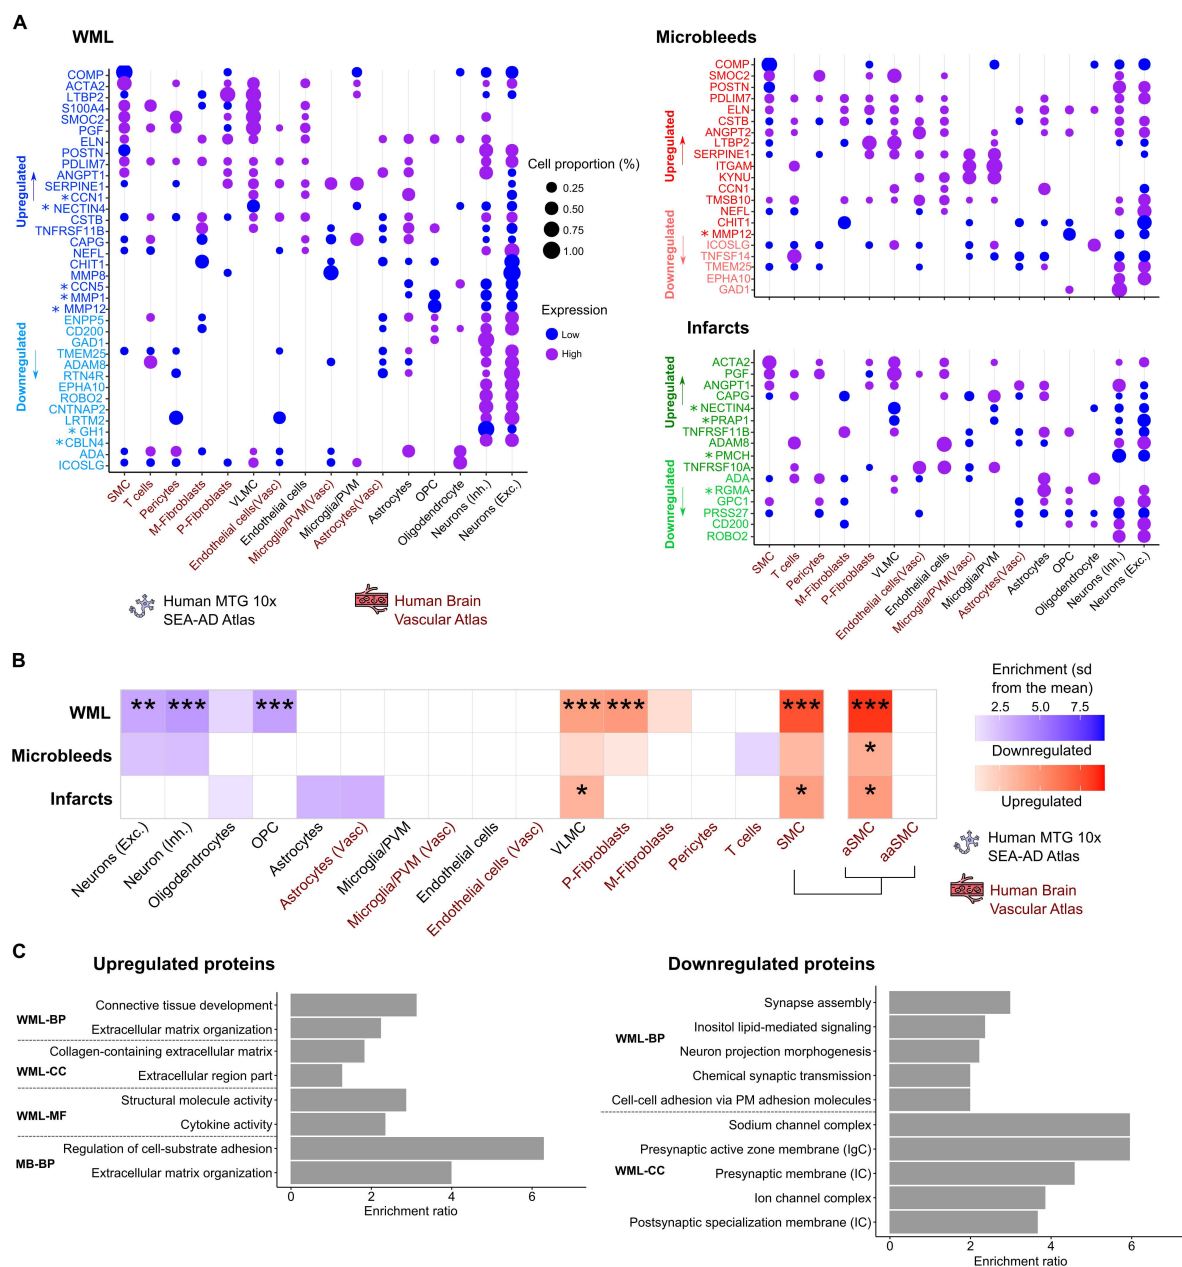 A
WML
COMP
ACTA2
LTBP2
S100A4
SMOC2
PGF
ELN
POSTN
PDLIM7
ANGPT1
SERPINE1
* CCN1
* NECTIN4
CSTB
TNFRSF11B
CAPG
NEFL
CHIT1
MMP8
* CCN5
* MMP1
* MMP12
ENPP5
CD200
GAD1
TMEM25
ADAM8
RTN4R
EPHA10
ROBO2
CNTNAP2
LRTM2
* GH1
* CBLN4
ADA
ICOSLG
Upregulated
Downregulated
SMC
T cells
Pericytes
M-Fibroblasts
P-Fibroblasts
VLMC
Endothelial cells(Vasc)
Endothelial cells
Microglia/PVM(Vasc)
Microglia/PVM
Astrocytes(Vasc)
Astrocytes
OPC
Oligodendrocyte
Neurons (Inh.)
Neurons (Exc.)
Cell proportion (%)
0.25
0.50
0.75
1.00
Expression
Low
High
Human MTG 10x
SEA-AD Atlas
Human Brain
Vascular Atlas
Microbleeds
COMP
SMOC2
POSTN
PDLIM7
ELN
CSTB
ANGPT2
LTBP2
SERPINE1
ITGAM
KYNU
CCN1
TMSB10
NEFL
CHIT1
* MMP12
ICOSLG
TNFSF14
TMEM25
EPHA10
GAD1
Upregulated
Downregulated
Infarcts
ACTA2
PGF
ANGPT1
CAPG
* NECTIN4
* PRAP1
TNFRSF11B
ADAM8
* PMCH
TNFRSF10A
ADA
* RGMA
GPC1
PRSS27
CD200
ROBO2
Upregulated
Downregulated
SMC
T cells
Pericytes
M-Fibroblasts
P-Fibroblasts
VLMC
Endothelial cells(Vasc)
Endothelial cells
Microglia/PVM(Vasc)
Microglia/PVM
Astrocytes(Vasc)
Astrocytes
OPC
Oligodendrocyte
Neurons (Inh.)
Neurons (Exc.)
B
WML
** *** *** *** *** *** ***
Microbleeds
*
Infarcts
* * *
Neurons (Exc.)
Neuron (Inh.)
Oligodendrocytes
OPC
Astrocytes
Astrocytes (Vasc)
Microglia/PVM
Microglia/PVM (Vasc)
Endothelial cells
Endothelial cells (Vasc)
VLMC
P-Fibroblasts
M-Fibroblasts
Pericytes
T cells
SMC
aSMC
aaSMC
Enrichment (sd
from the mean)
2.5 5.0 7.5
Downregulated
Upregulated
Human MTG 10x
SEA-AD Atlas
Human Brain
Vascular Atlas
C
Upregulated proteins
WML-BP
Connective tissue development
Extracellular matrix organization
WML-CC
Collagen-containing extracellular matrix
Extracellular region part
WML-MF
Structural molecule activity
Cytokine activity
MB-BP
Regulation of cell-substrate adhesion
Extracellular matrix organization
0 2 4 6
Enrichment ratio
Downregulated proteins
WML-BP
Synapse assembly
Inositol lipid-mediated signaling
Neuron projection morphogenesis
Chemical synaptic transmission
Cell-cell adhesion via PM adhesion molecules
WML-CC
Sodium channel complex
Presynaptic active zone membrane (IgC)
Presynaptic membrane (IC)
Ion channel complex
Postsynaptic specialization membrane (IC)
0 2 4 6
Enrichment ratio